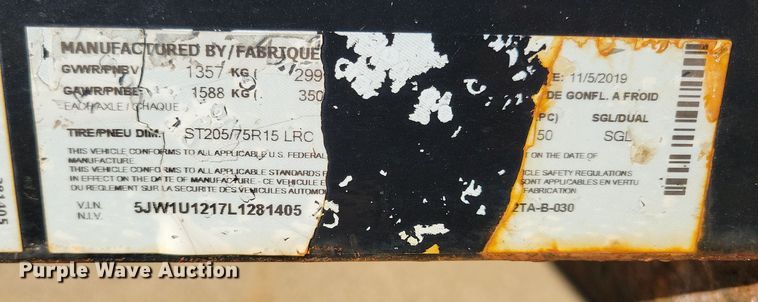 MANUFACTURED BY/FABRIQUE
GVWR/PNBV 1357 KG ( 299 E: 11/5/2019
GAWR/PNBE 1588 KG ( 350 DE GONFL. A FROID
EACH AXLE / CHAQUE PC) SGL/DUAL
TIRE/PNEU DIM. ST205/75R15 LRC 50 SGL
THIS VEHICLE CONFORMS TO ALL APPLICABLE U.S. FEDERAL T ON THE DATE OF
MANUFACTURE
THIS VEHICLE CONFORMS TO ALL APPLICABLE STANDARDS ICLE SAFETY REGULATIONS
IN EFFECT ON THE DATE OF MANUFACTURE - CE VEHICULE E SONT APPLICABLES EN VERTU
DU REGLEMENT SUR LA SECURITE DES VEHICULES AUTOMO FABRICATION
V.I.N. 5JW1U1217L1281405 2TA-B-030
N.I.V.
281405
Purple Wave Auction